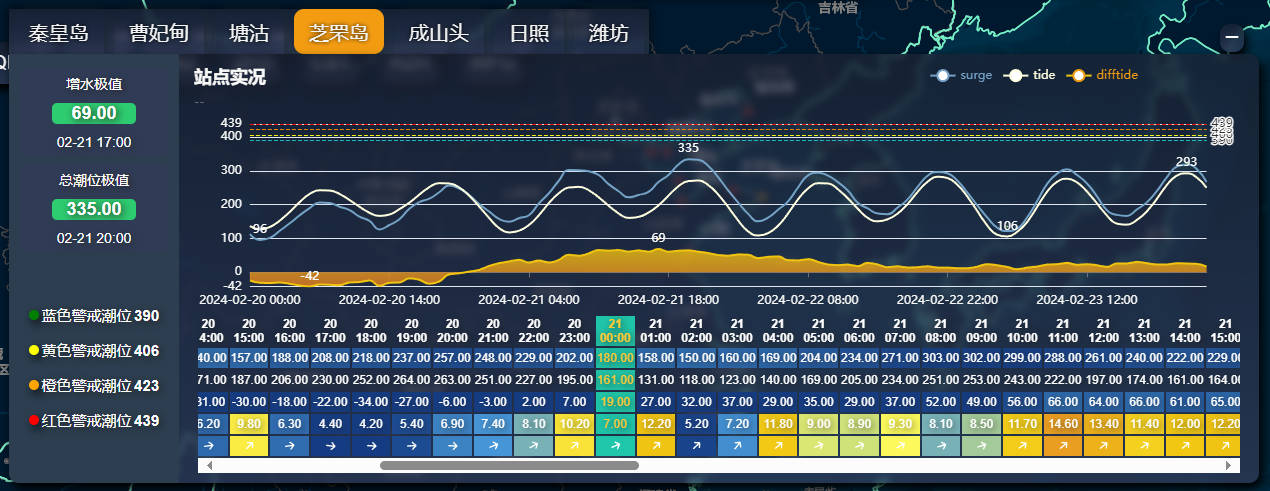 吉林省
秦皇岛 曹妃甸 塘沽 芝罘岛 成山头 日照 潍坊
增水极值
69.00
02-21 17:00
总潮位极值
335.00
02-21 20:00
蓝色警戒潮位 390
黄色警戒潮位 406
橙色警戒潮位 423
红色警戒潮位 439
站点实况
--
surge tide difftide
439
400
300
200
100
0
-42
335
293
96
106
69
-42
439
423
390
2024-02-20 00:00 2024-02-20 14:00 2024-02-21 04:00 2024-02-21 18:00 2024-02-22 08:00 2024-02-22 22:00 2024-02-23 12:00
20 20 20 20 20 20 20 20 20 20 21 21 21 21 21 21 21 21 21 21 21 21 21 21 21 21
4:00 15:00 16:00 17:00 18:00 19:00 20:00 21:00 22:00 23:00 00:00 01:00 02:00 03:00 04:00 05:00 06:00 07:00 08:00 09:00 10:00 11:00 12:00 13:00 14:00 15:00
40.00 157.00 188.00 208.00 218.00 237.00 257.00 248.00 229.00 202.00 180.00 158.00 150.00 160.00 169.00 204.00 234.00 271.00 303.00 302.00 299.00 288.00 261.00 240.00 222.00 229.00
71.00 187.00 206.00 230.00 252.00 264.00 263.00 251.00 227.00 195.00 161.00 131.00 118.00 123.00 140.00 169.00 205.00 234.00 251.00 253.00 243.00 222.00 197.00 174.00 161.00 164.00
31.00 -30.00 -18.00 -22.00 -34.00 -27.00 -6.00 -3.00 2.00 7.00 19.00 27.00 32.00 37.00 29.00 35.00 29.00 37.00 52.00 49.00 56.00 66.00 64.00 66.00 61.00 65.00
6.20 9.80 6.30 4.40 4.20 5.40 6.90 7.40 8.10 10.20 7.00 12.20 5.20 7.20 11.80 9.00 8.90 9.30 8.10 8.50 11.70 14.60 13.40 11.40 12.00 12.20